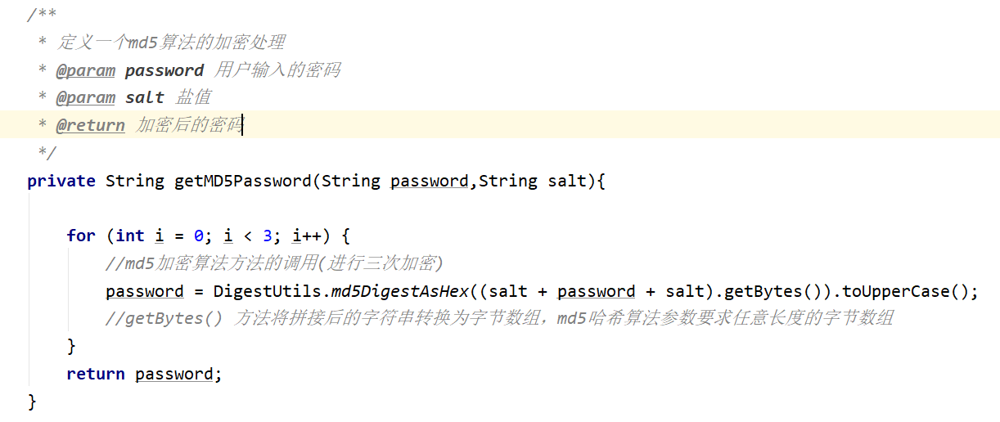 /**
* 定义一个md5算法的加密处理
* @param password 用户输入的密码
* @param salt 盐值
* @return 加密后的密码
*/
private String getMD5Password(String password,String salt){
for (int i = 0; i < 3; i++) {
//md5加密算法方法的调用(进行三次加密)
password = DigestUtils.md5DigestAsHex((salt + password + salt).getBytes()).toUpperCase();
//getBytes() 方法将拼接后的字符串转换为字节数组，md5哈希算法参数要求任意长度的字节数组
}
return password;
}